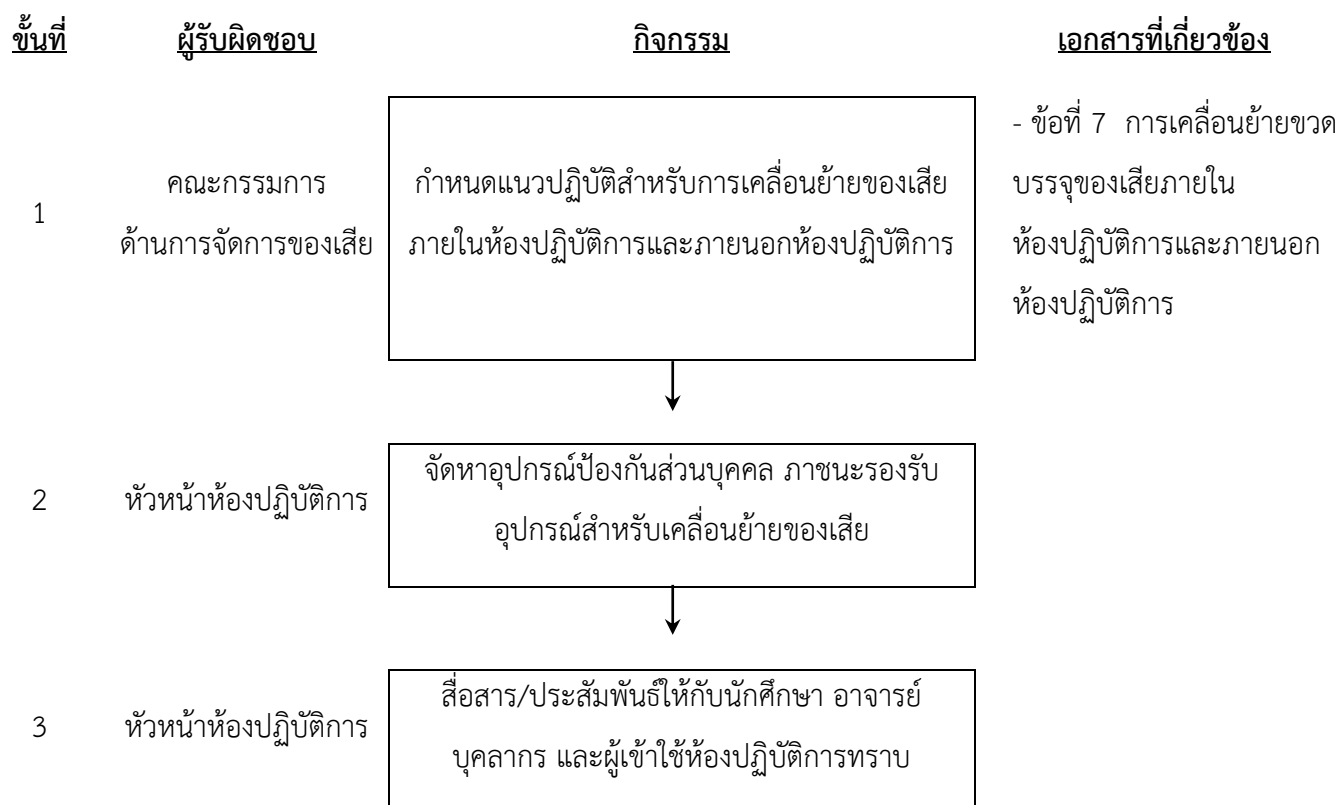 ขั้นที่ ผู้รับผิดชอบ กิจกรรม เอกสารที่เกี่ยวข้อง
1
คณะกรรมการ
ด้านการจัดการของเสีย
กำหนดแนวปฏิบัติสำหรับการเคลื่อนย้ายของเสีย
ภายในห้องปฏิบัติการและภายนอกห้องปฏิบัติการ
- ข้อที่ 7 การเคลื่อนย้ายขวด
บรรจุของเสียภายใน
ห้องปฏิบัติการและภายนอก
ห้องปฏิบัติการ
2
หัวหน้าห้องปฏิบัติการ
จัดหาอุปกรณ์ป้องกันส่วนบุคคล ภาชนะรองรับ
อุปกรณ์สำหรับเคลื่อนย้ายของเสีย
3
หัวหน้าห้องปฏิบัติการ
สื่อสาร/ประสัมพันธ์ให้กับนักศึกษา อาจารย์
บุคลากร และผู้เข้าใช้ห้องปฏิบัติการทราบ